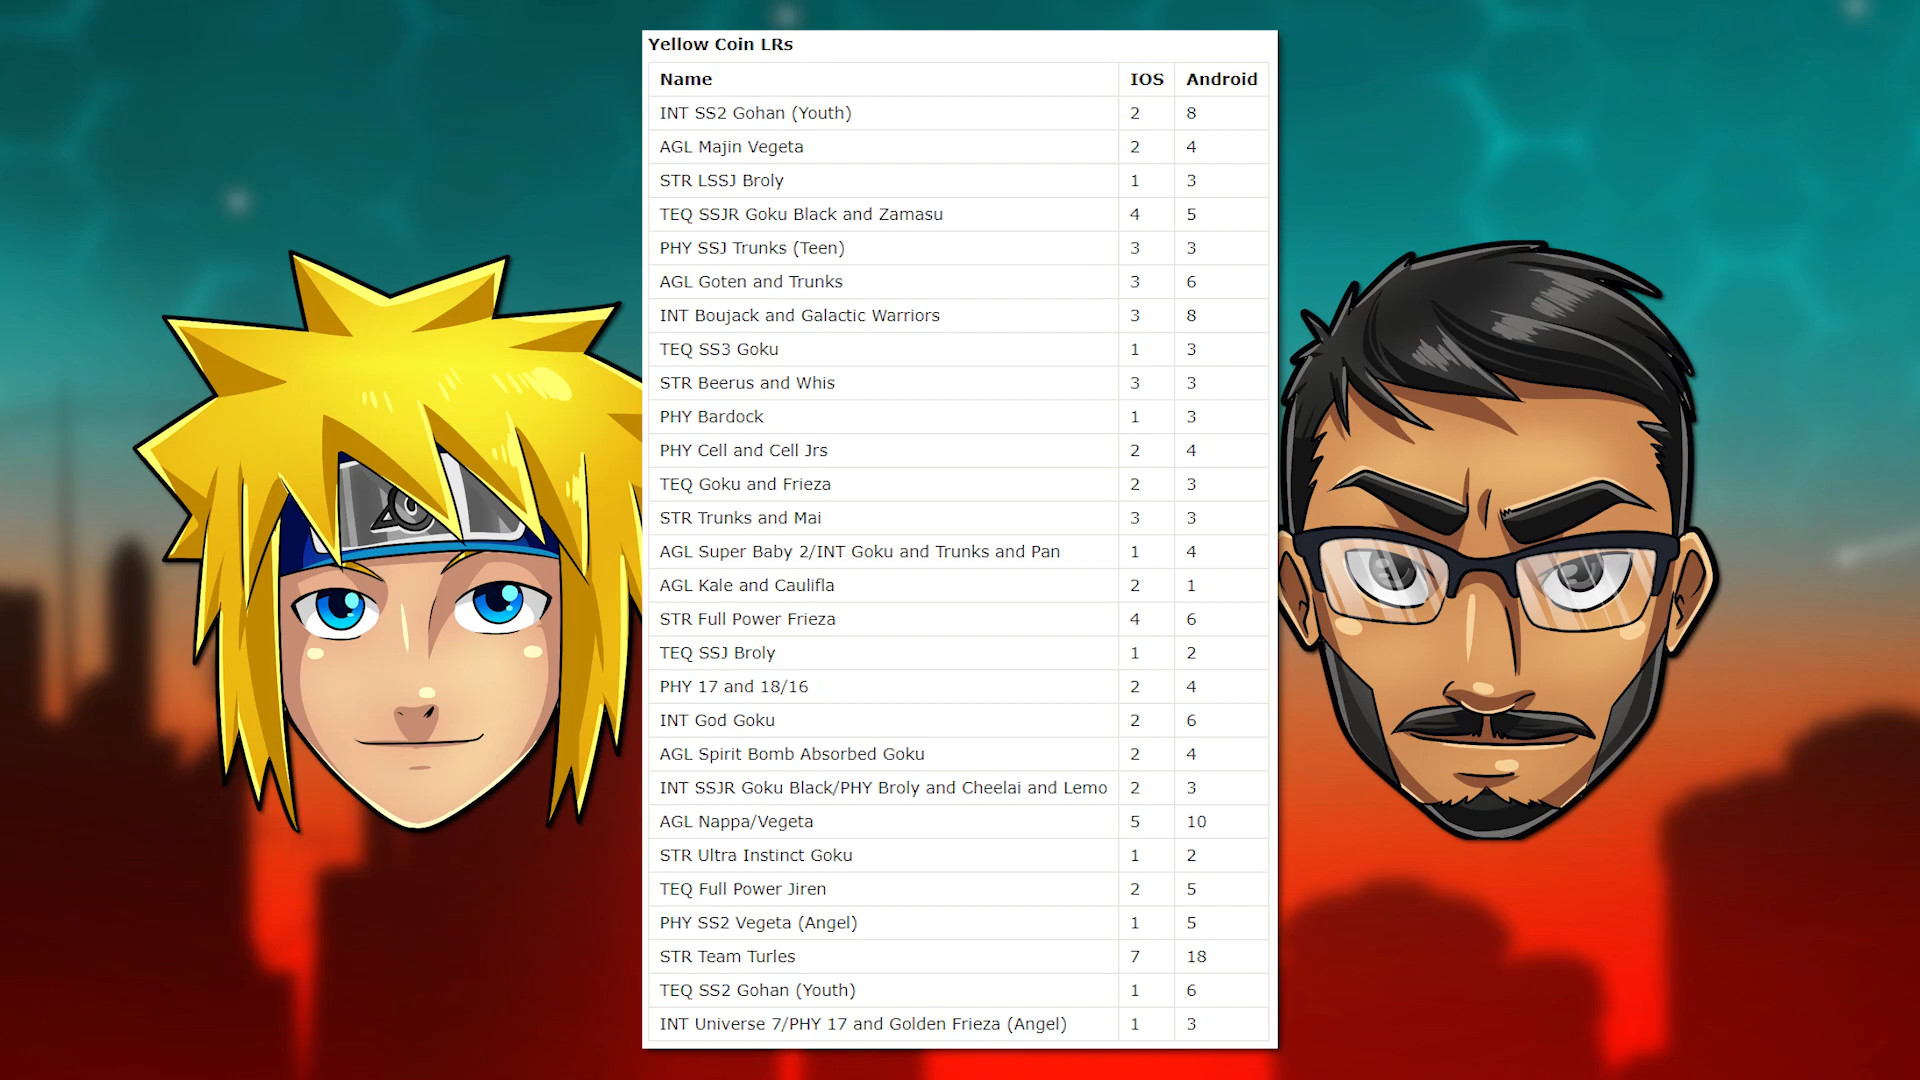 Yellow Coin LRs
Name IOS Android
INT SS2 Gohan (Youth) 2 8
AGL Majin Vegeta 2 4
STR LSSJ Broly 1 3
TEQ SSJR Goku Black and Zamasu 4 5
PHY SSJ Trunks (Teen) 3 3
AGL Goten and Trunks 3 6
INT Boujack and Galactic Warriors 3 8
TEQ SS3 Goku 1 3
STR Beerus and Whis 3 3
PHY Bardock 1 3
PHY Cell and Cell Jrs 2 4
TEQ Goku and Frieza 2 3
STR Trunks and Mai 3 3
AGL Super Baby 2/INT Goku and Trunks and Pan 1 4
AGL Kale and Caulifla 2 1
STR Full Power Frieza 4 6
TEQ SSJ Broly 1 2
PHY 17 and 18/16 2 4
INT God Goku 2 6
AGL Spirit Bomb Absorbed Goku 2 4
INT SSJR Goku Black/PHY Broly and Cheelai and Lemo 2 3
AGL Nappa/Vegeta 5 10
STR Ultra Instinct Goku 1 2
TEQ Full Power Jiren 2 5
PHY SS2 Vegeta (Angel) 1 5
STR Team Turles 7 18
TEQ SS2 Gohan (Youth) 1 6
INT Universe 7/PHY 17 and Golden Frieza (Angel) 1 3